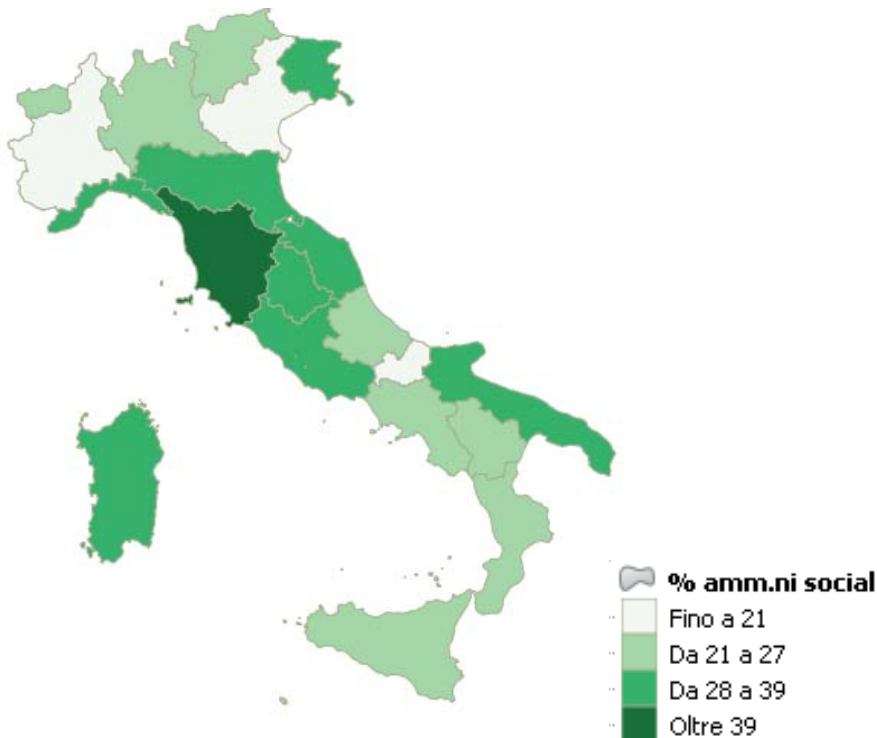 % amm.ni social
Fino a 21
Da 21 a 27
Da 28 a 39
Oltre 39